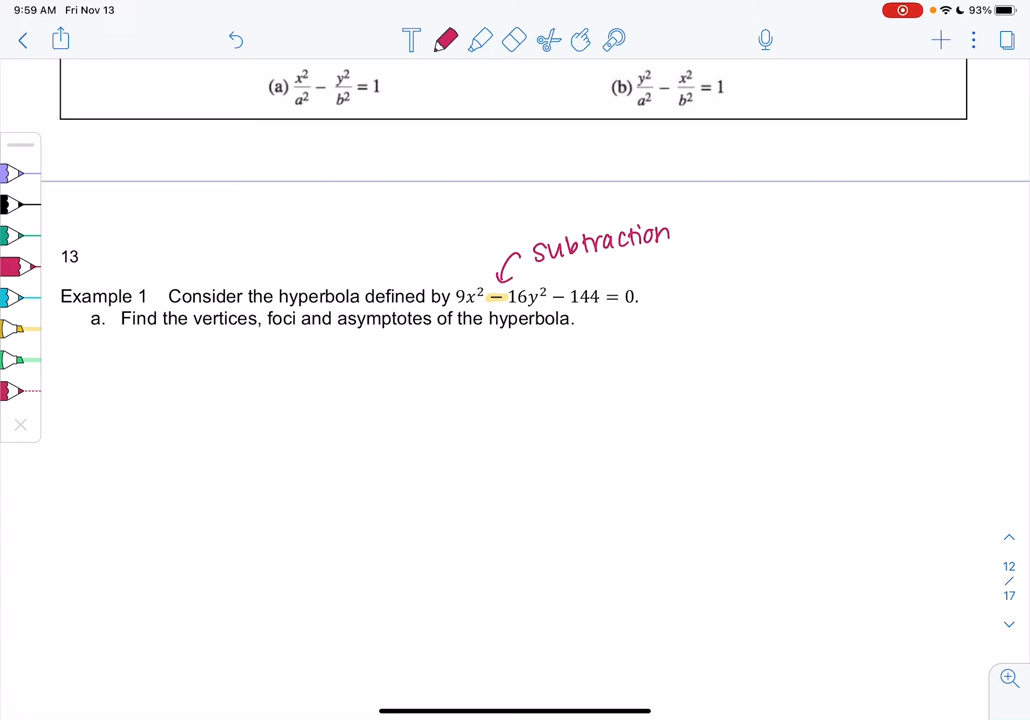 9:59 AM Fri Nov 13
93%
(a) x²/a² − y²/b² = 1
(b) y²/a² − x²/b² = 1
13
subtraction
Example 1 Consider the hyperbola defined by 9x² − 16y² − 144 = 0.
a. Find the vertices, foci and asymptotes of the hyperbola.
12
/
17